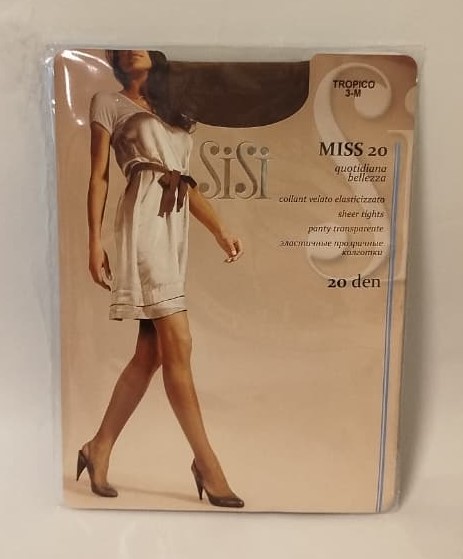 TROPICO
3-M
SiSi
MISS 20
quotidiana
bellezza
collant velato elasticizzato
sheer tights
panty transparente
эластичные прозрачные
колготки
20 den